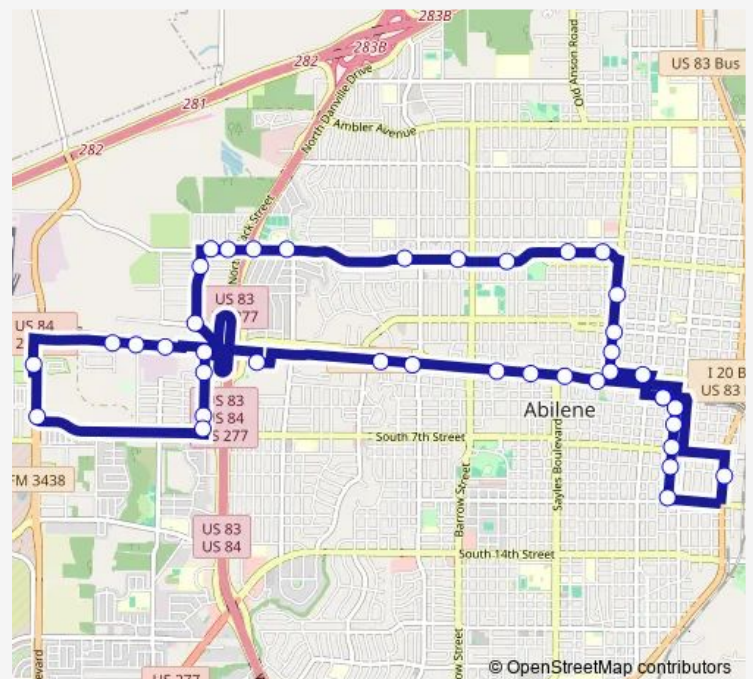 283B
282
283B
US 83 Bus
Old Anson Road
281
North Danville Drive
Ambler Avenue
282
ack Street
US 83
US 84
I 20 B
US 83
Abilene
US 83
US 84
US 277
South 7th Street
FM 3438
Barrow Street
Sayles Boulevard
US 83
US 84
South 14th Street
© OpenStreetMap contributors